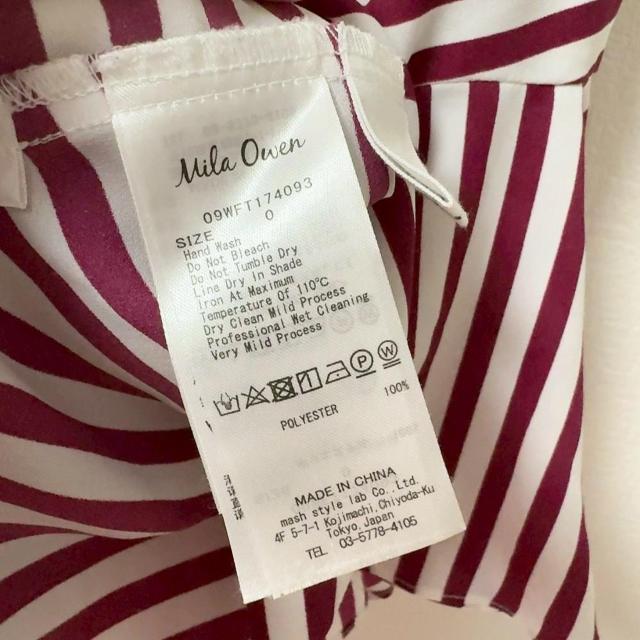 Mila Owen
09WFT174093
SIZE 0
Hand Wash
Do Not Bleach
Do Not Tumble Dry
Line Dry In Shade
Iron At Maximum
Temperature Of 110°C
Dry Clean Mild Process
Professional Wet Cleaning
Very Mild Process
P W
100%
POLYESTER
MADE IN CHINA
mash style lab Co.,Ltd.
4F 5-7-1 Kojimachi,Chiyoda-Ku
Tokyo,Japan
TEL 03-5778-4105